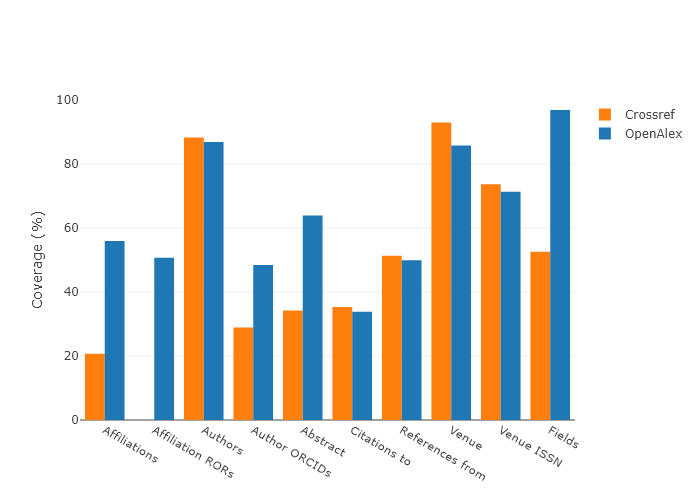 100
80
60
40
20
0
Coverage (%)
Crossref
OpenAlex
Affiliations
Affiliation RORs
Authors
Author ORCIDs
Abstract
Citations to
References from
Venue
Venue ISSN
Fields